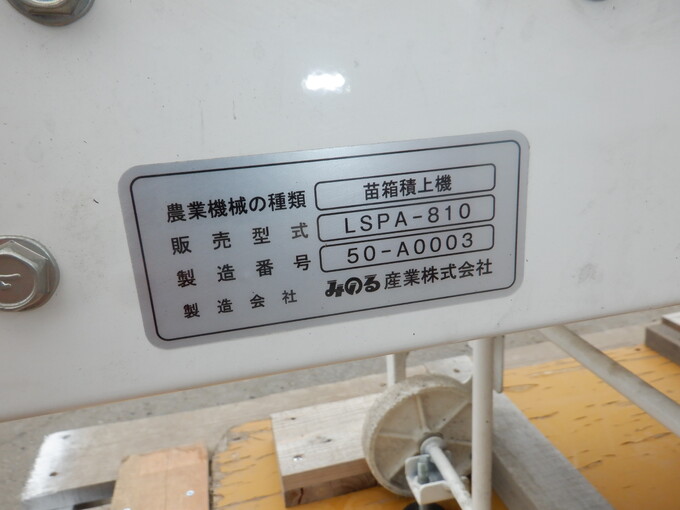 農業機械の種類 苗箱積上機
販売型式 LSPA-810
製造番号 50-A0003
製造会社 みのる産業株式会社